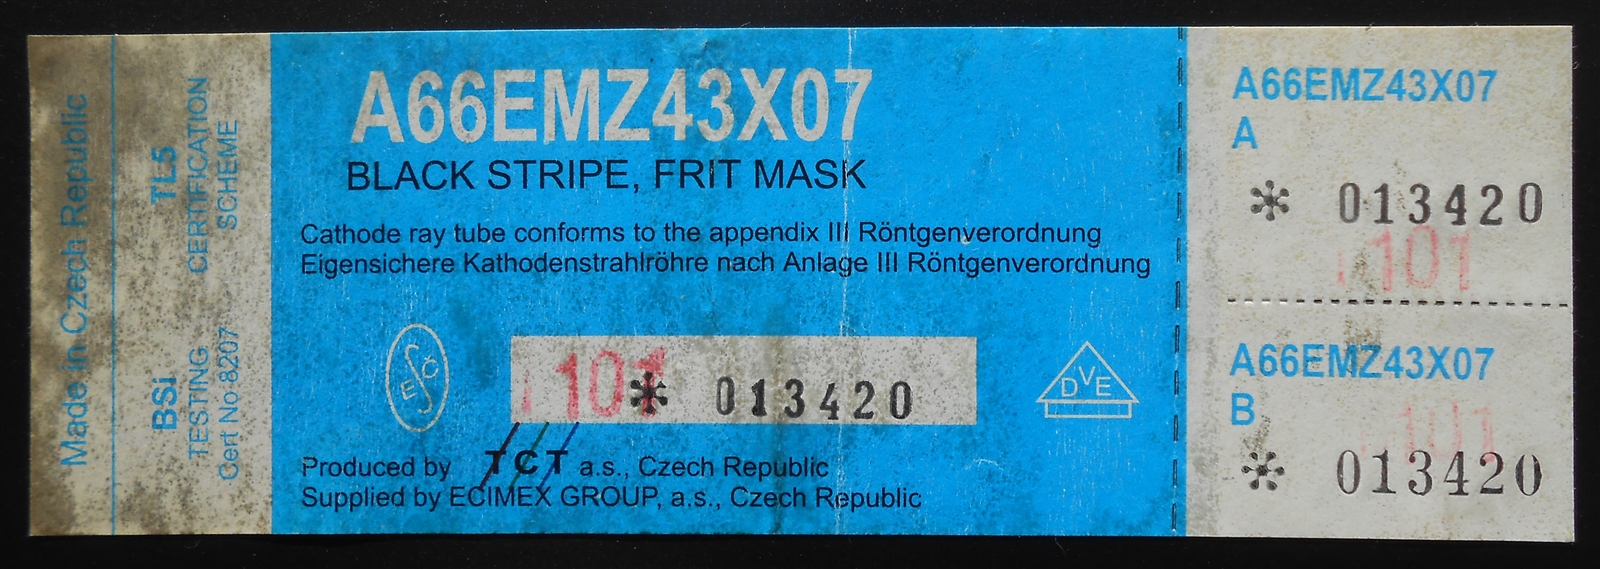 Made in Czech Republic
BSi TL5
TESTING CERTIFICATION
Cert No 8207 SCHEME
A66EMZ43X07
BLACK STRIPE, FRIT MASK
Cathode ray tube conforms to the appendix III Röntgenverordnung
Eigensichere Kathodenstrahlröhre nach Anlage III Röntgenverordnung
ESČ
101
* 013420
DVE
Produced by TCT a.s., Czech Republic
Supplied by ECIMEX GROUP, a.s., Czech Republic
A66EMZ43X07
A
* 013420
101
A66EMZ43X07
B
101
* 013420